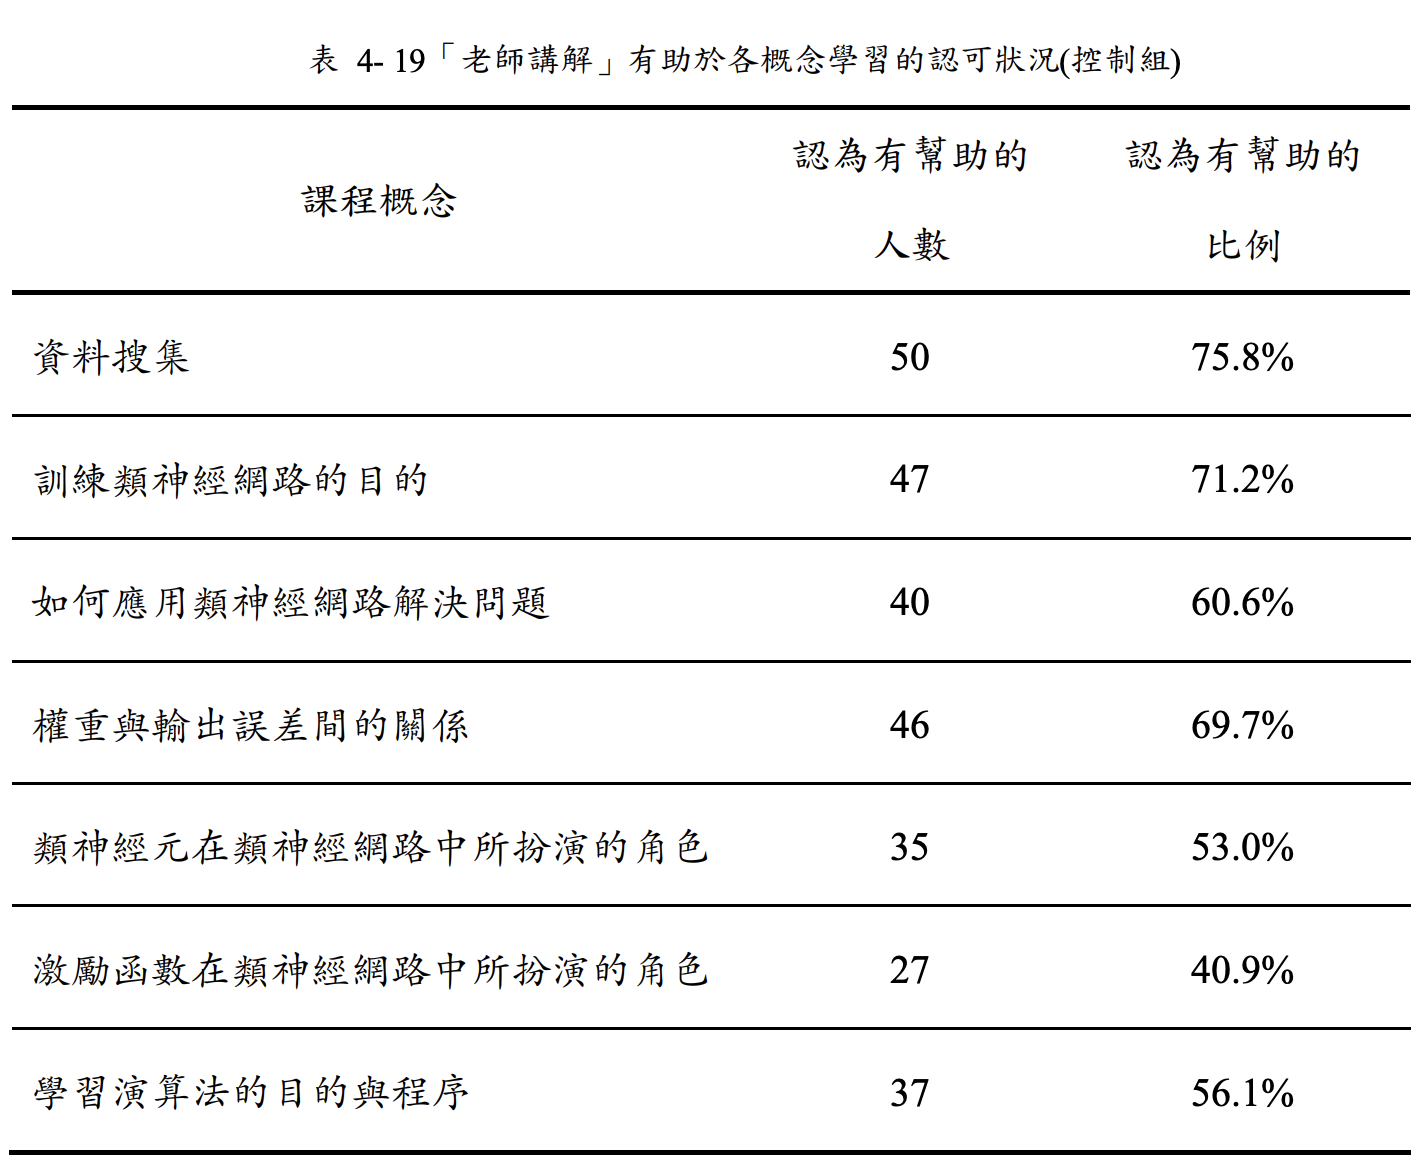 表 4- 19「老師講解」有助於各概念學習的認可狀況(控制組)
課程概念 認為有幫助的人數 認為有幫助的比例
資料搜集 50 75.8%
訓練類神經網路的目的 47 71.2%
如何應用類神經網路解決問題 40 60.6%
權重與輸出誤差間的關係 46 69.7%
類神經元在類神經網路中所扮演的角色 35 53.0%
激勵函數在類神經網路中所扮演的角色 27 40.9%
學習演算法的目的與程序 37 56.1%